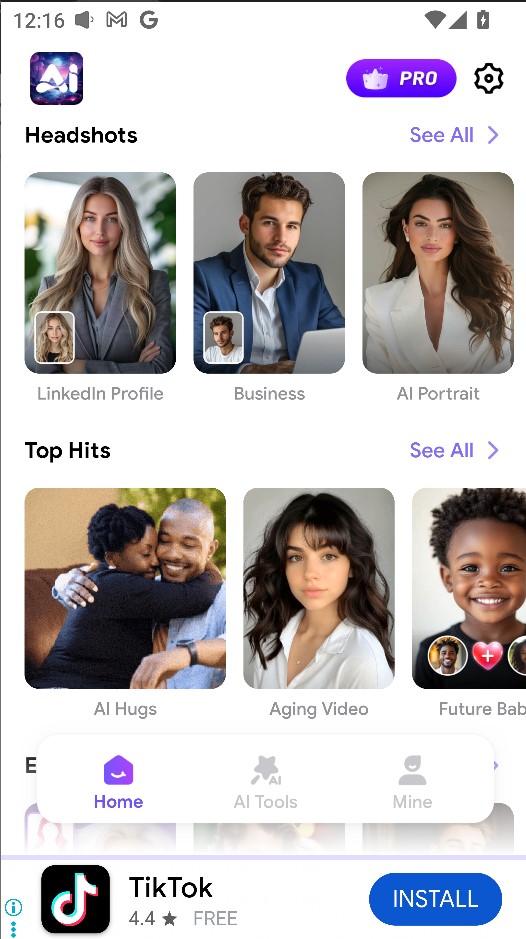 12:16
Ai
PRO
Headshots
See All
LinkedIn Profile
Business
AI Portrait
Top Hits
See All
AI Hugs
Aging Video
Future Bab
E
Home
AI
AI Tools
Mine
TikTok
4.4 ★ FREE
INSTALL